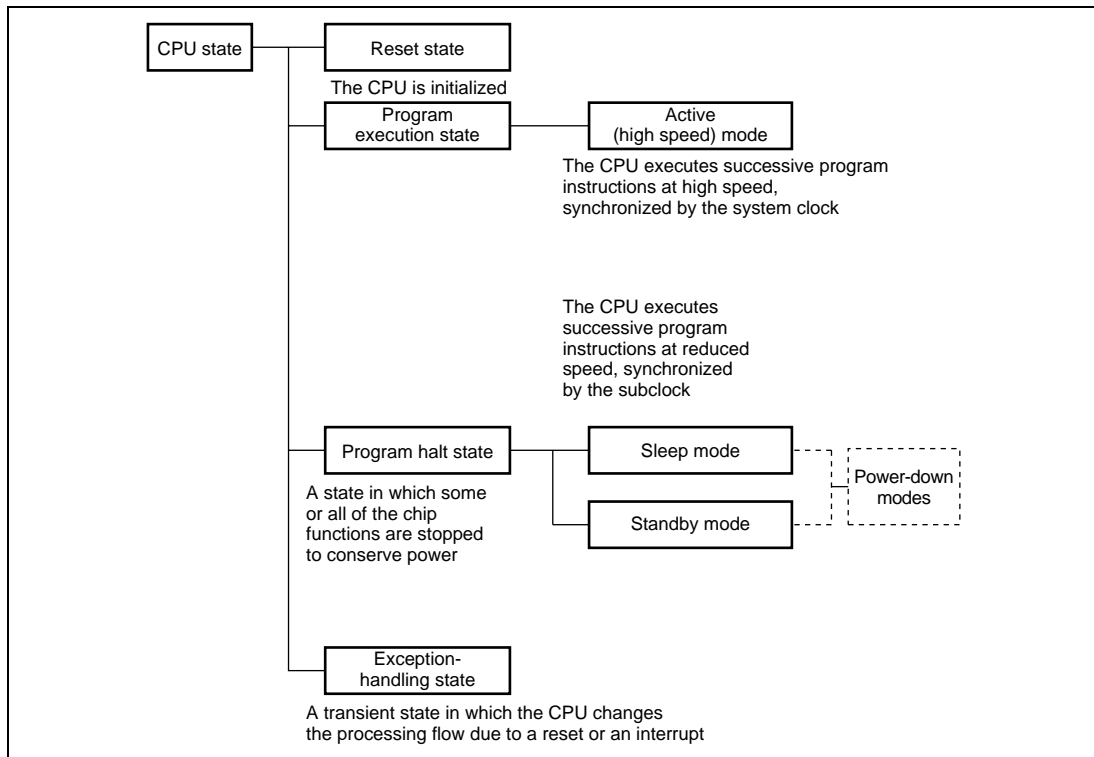 CPU state
Reset state
The CPU is initialized
Program
execution state
Active
(high speed) mode
The CPU executes successive program
instructions at high speed,
synchronized by the system clock
The CPU executes
successive program
instructions at reduced
speed, synchronized
by the subclock
Program halt state
A state in which some
or all of the chip
functions are stopped
to conserve power
Sleep mode
Standby mode
Power-down
modes
Exception-
handling state
A transient state in which the CPU changes
the processing flow due to a reset or an interrupt